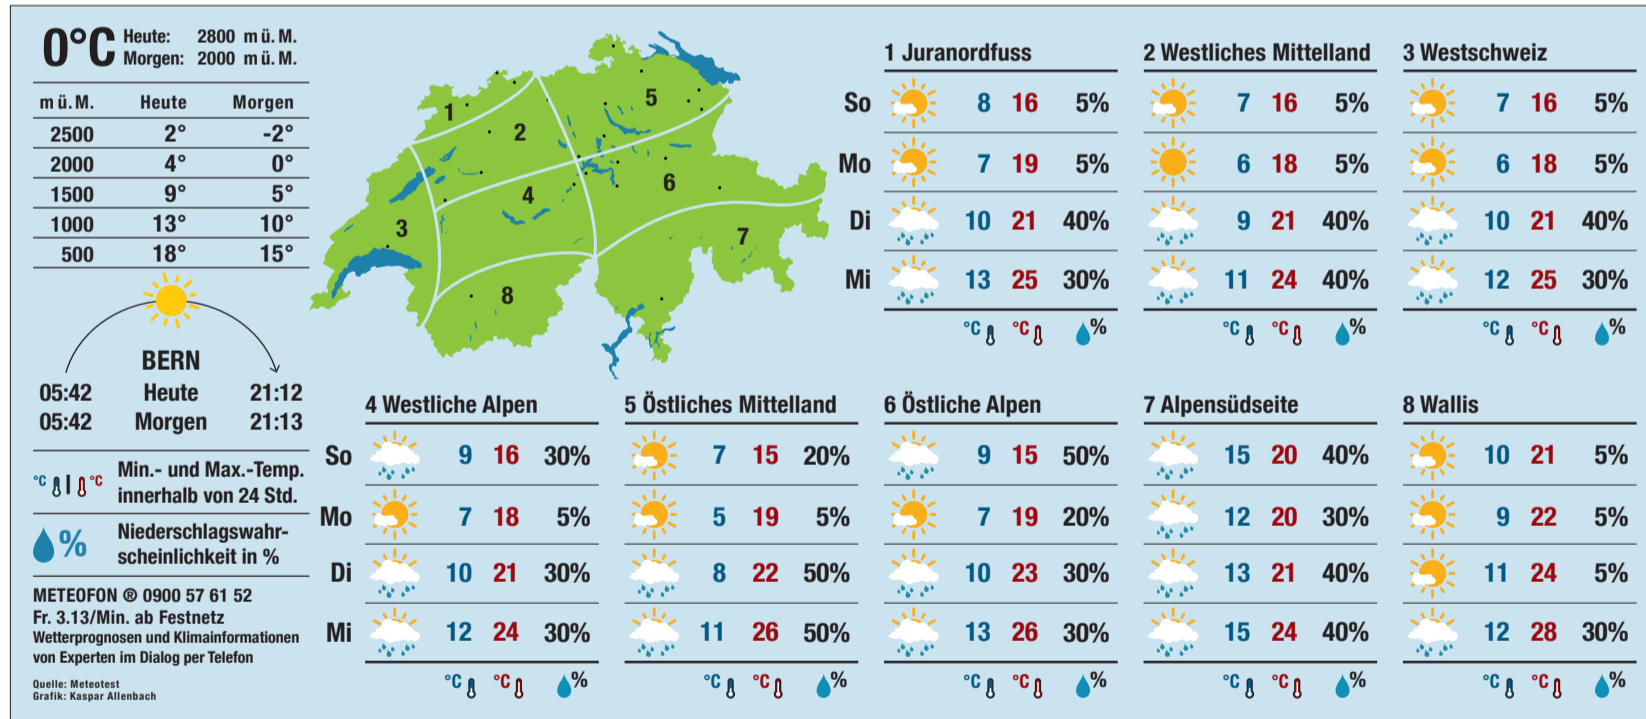 0°C
Heute: 2800 m ü. M.
Morgen: 2000 m ü. M.
m ü. M. Heute Morgen
2500 2° -2°
2000 4° 0°
1500 9° 5°
1000 13° 10°
500 18° 15°
BERN
05:42 Heute 21:12
05:42 Morgen 21:13
°C | °C Min.- und Max.-Temp.
innerhalb von 24 Std.
% Niederschlagswahr-
scheinlichkeit in %
METEOFON ® 0900 57 61 52
Fr. 3.13/Min. ab Festnetz
Wetterprognosen und Klimainformationen
von Experten im Dialog per Telefon
Quelle: Meteotest
Grafik: Kaspar Allenbach
1
2
3
4
5
6
7
8
1 Juranordfuss 2 Westliches Mittelland 3 Westschweiz
So 8 16 5% 7 16 5% 7 16 5%
Mo 7 19 5% 6 18 5% 6 18 5%
Di 10 21 40% 9 21 40% 10 21 40%
Mi 13 25 30% 11 24 40% 12 25 30%
°C °C % °C °C % °C °C %
4 Westliche Alpen 5 Östliches Mittelland 6 Östliche Alpen 7 Alpensüdseite 8 Wallis
So 9 16 30% 7 15 20% 9 15 50% 15 20 40% 10 21 5%
Mo 7 18 5% 5 19 5% 7 19 20% 12 20 30% 9 22 5%
Di 10 21 30% 8 22 50% 10 23 30% 13 21 40% 11 24 5%
Mi 12 24 30% 11 26 50% 13 26 30% 15 24 40% 12 28 30%
°C °C % °C °C % °C °C % °C °C % °C °C %